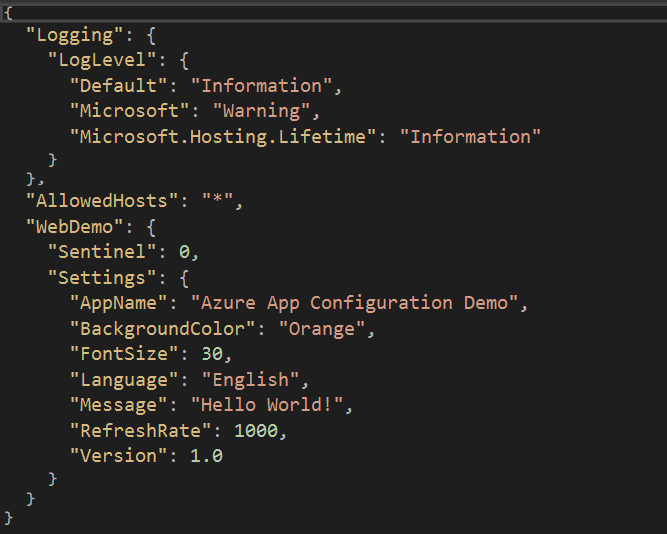 {
  "Logging": {
    "LogLevel": {
      "Default": "Information",
      "Microsoft": "Warning",
      "Microsoft.Hosting.Lifetime": "Information"
    }
  },
  "AllowedHosts": "*",
  "WebDemo": {
    "Sentinel": 0,
    "Settings": {
      "AppName": "Azure App Configuration Demo",
      "BackgroundColor": "Orange",
      "FontSize": 30,
      "Language": "English",
      "Message": "Hello World!",
      "RefreshRate": 1000,
      "Version": 1.0
    }
  }
}